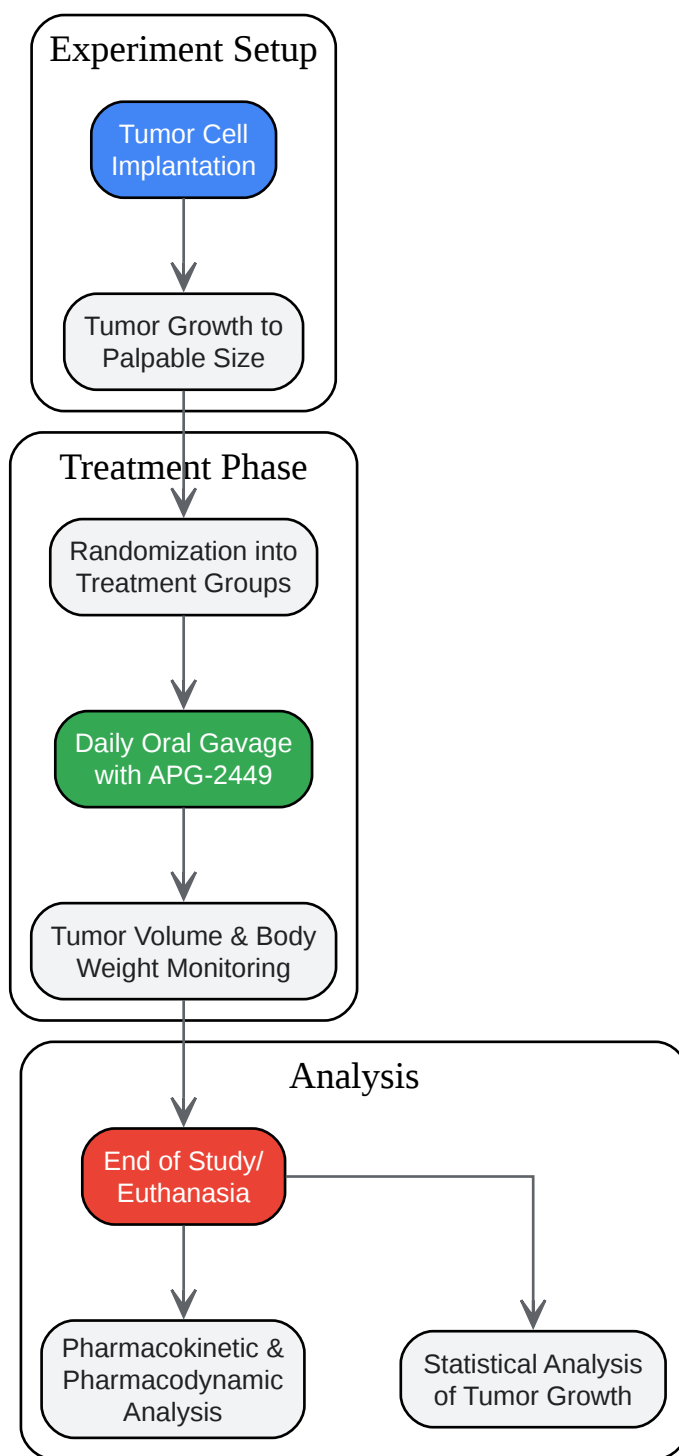 Experiment Setup
Tumor Cell
Implantation
Tumor Growth to
Palpable Size
Treatment Phase
Randomization into
Treatment Groups
Daily Oral Gavage
with APG-2449
Tumor Volume & Body
Weight Monitoring
Analysis
End of Study/
Euthanasia
Pharmacokinetic &
Pharmacodynamic
Analysis
Statistical Analysis
of Tumor Growth